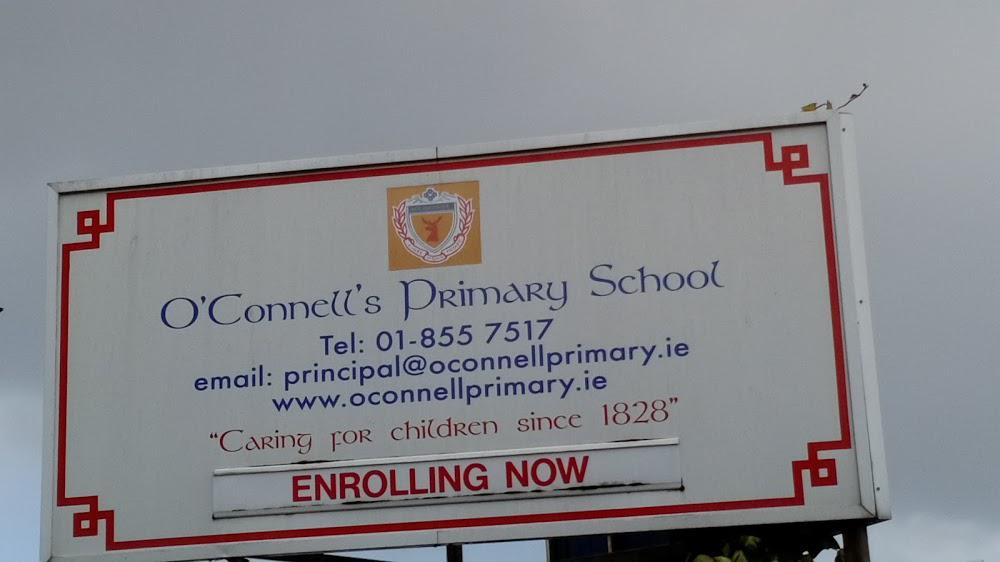 O'Connell's Primary School
Tel: 01-855 7517
email: principal@oconnellprimary.ie
www.oconnellprimary.ie
"Caring for children since 1828"
ENROLLING NOW